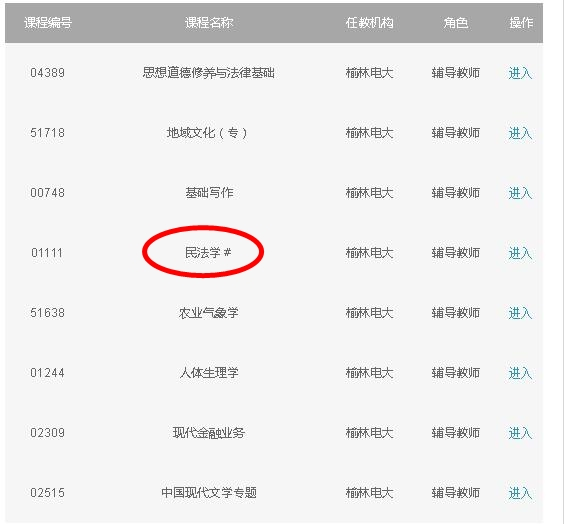 课程编号 课程名称 任教机构 角色 操作
04389 思想道德修养与法律基础 榆林电大 辅导教师 进入
51718 地域文化（专） 榆林电大 辅导教师 进入
00748 基础写作 榆林电大 辅导教师 进入
01111 民法学＃ 榆林电大 辅导教师 进入
51638 农业气象学 榆林电大 辅导教师 进入
01244 人体生理学 榆林电大 辅导教师 进入
02309 现代金融业务 榆林电大 辅导教师 进入
02515 中国现代文学专题 榆林电大 辅导教师 进入